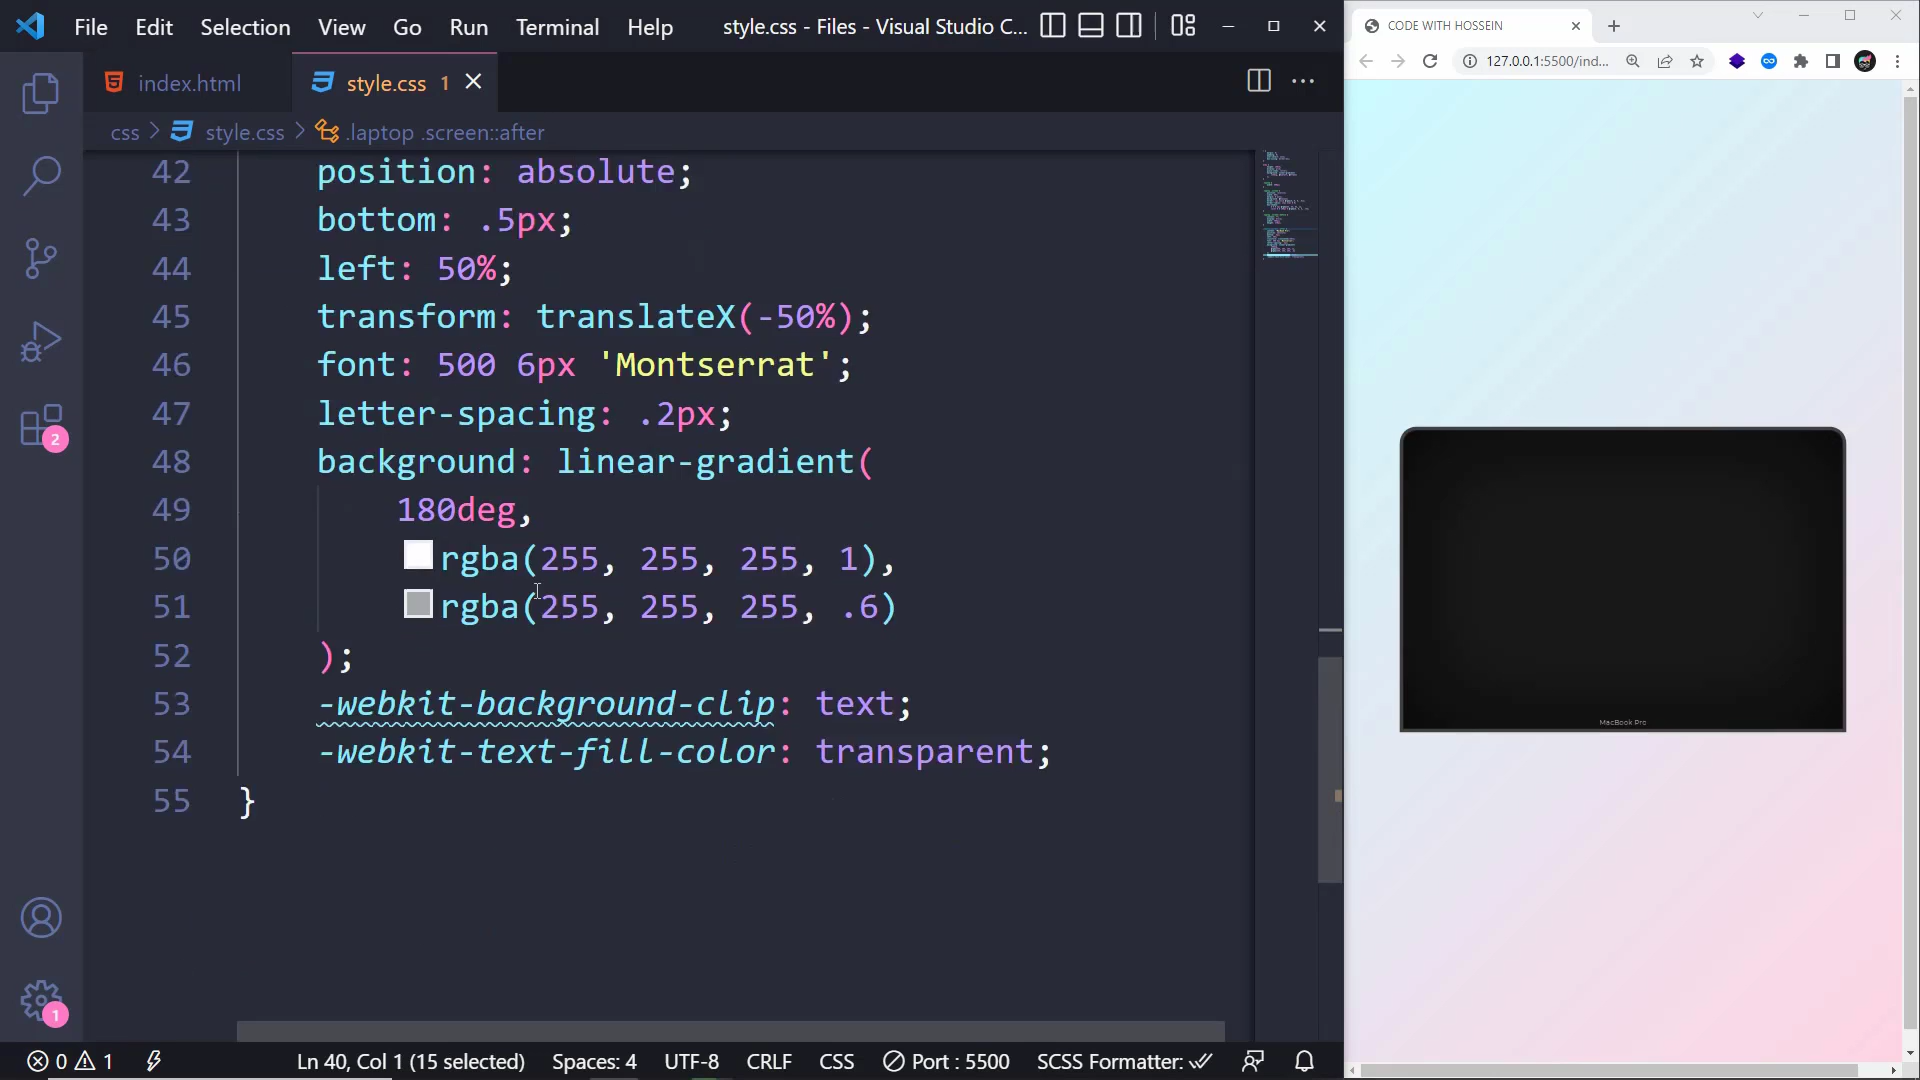 File Edit Selection View Go Run Terminal Help style.css - Files - Visual Studio C...
index.html style.css 1
css > style.css > .laptop .screen::after
42 position: absolute;
43 bottom: .5px;
44 left: 50%;
45 transform: translateX(-50%);
46 font: 500 6px 'Montserrat';
47 letter-spacing: .2px;
48 background: linear-gradient(
49 180deg,
50 rgba(255, 255, 255, 1),
51 rgba(255, 255, 255, .6)
52 );
53 -webkit-background-clip: text;
54 -webkit-text-fill-color: transparent;
55 }
2
1
0 1 Ln 40, Col 1 (15 selected) Spaces: 4 UTF-8 CRLF CSS Port : 5500 SCSS Formatter:
CODE WITH HOSSEIN
127.0.0.1:5500/ind...
MacBook Pro